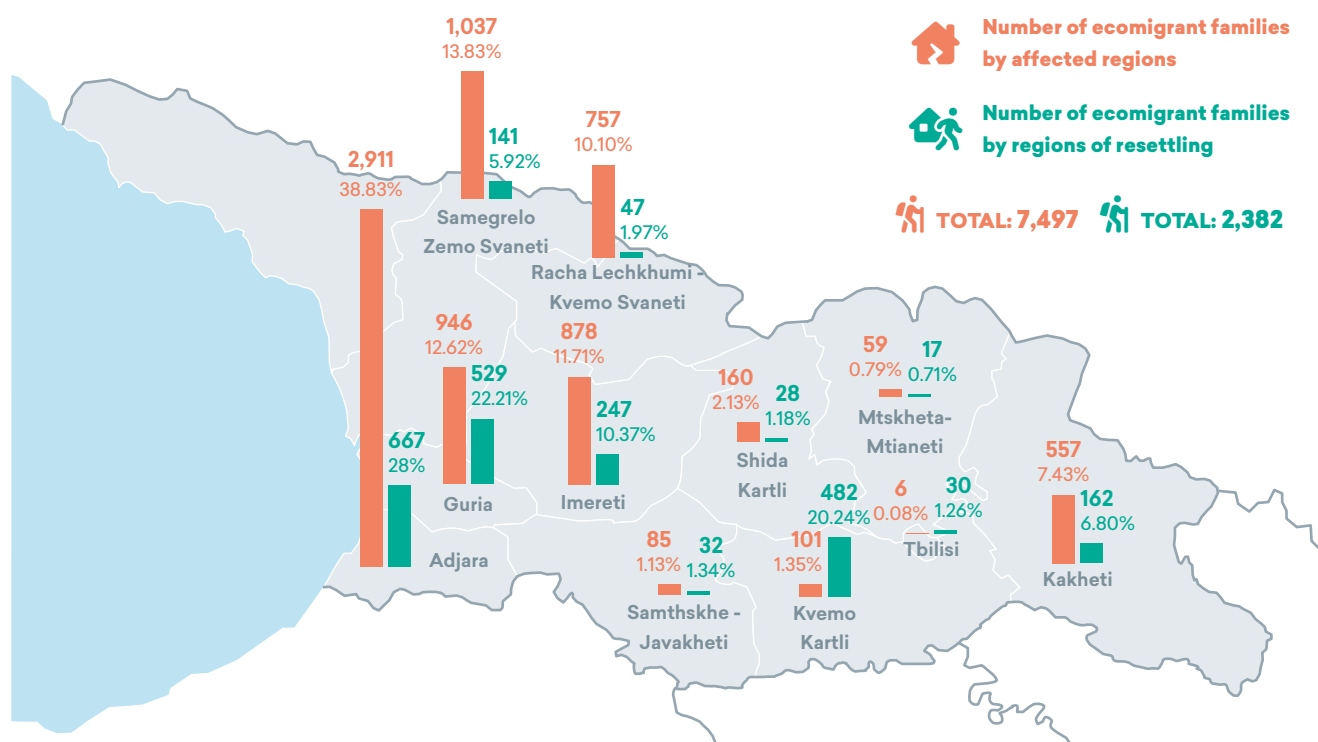 1,037
13.83%
141
5.92%
Samegrelo
Zemo Svaneti
757
10.10%
47
1.97%
Racha Lechkhumi -
Kvemo Svaneti
Number of ecomigrant families
by affected regions
Number of ecomigrant families
by regions of resettling
TOTAL: 7,497
TOTAL: 2,382
2,911
38.83%
667
28%
Adjara
946
12.62%
529
22.21%
Guria
878
11.71%
247
10.37%
Imereti
160
2.13%
28
1.18%
Shida
Kartli
59
0.79%
17
0.71%
Mtskheta-
Mtianeti
6
0.08%
30
1.26%
Tbilisi
557
7.43%
162
6.80%
Kakheti
85
1.13%
32
1.34%
Samthskhe -
Javakheti
101
1.35%
482
20.24%
Kvemo
Kartli